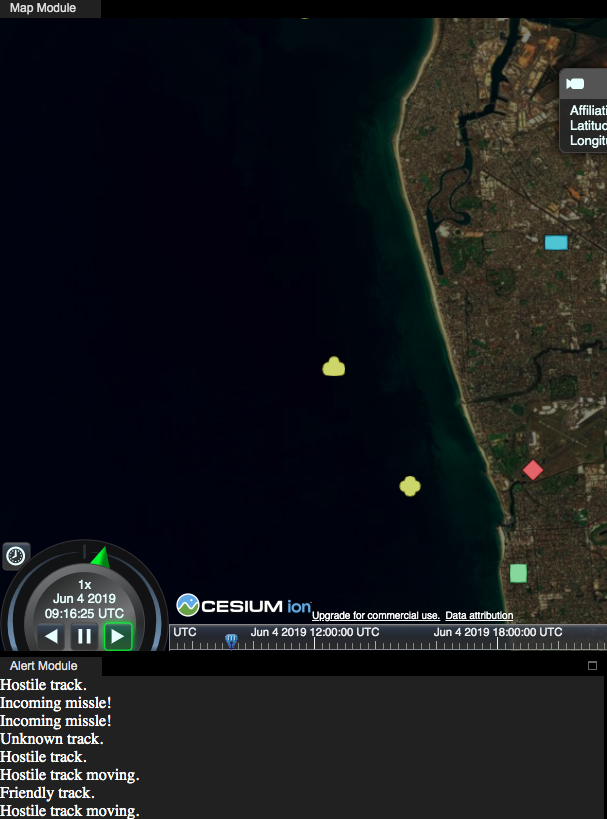 Map Module
Affiliati
Latitud
Longitu
1x
Jun 4 2019
09:16:25 UTC
CESIUM ion
Upgrade for commercial use. Data attribution
UTC
Jun 4 2019 12:00:00 UTC
Jun 4 2019 18:00:00 UTC
Alert Module
Hostile track.
Incoming missle!
Incoming missle!
Unknown track.
Hostile track.
Hostile track moving.
Friendly track.
Hostile track moving.